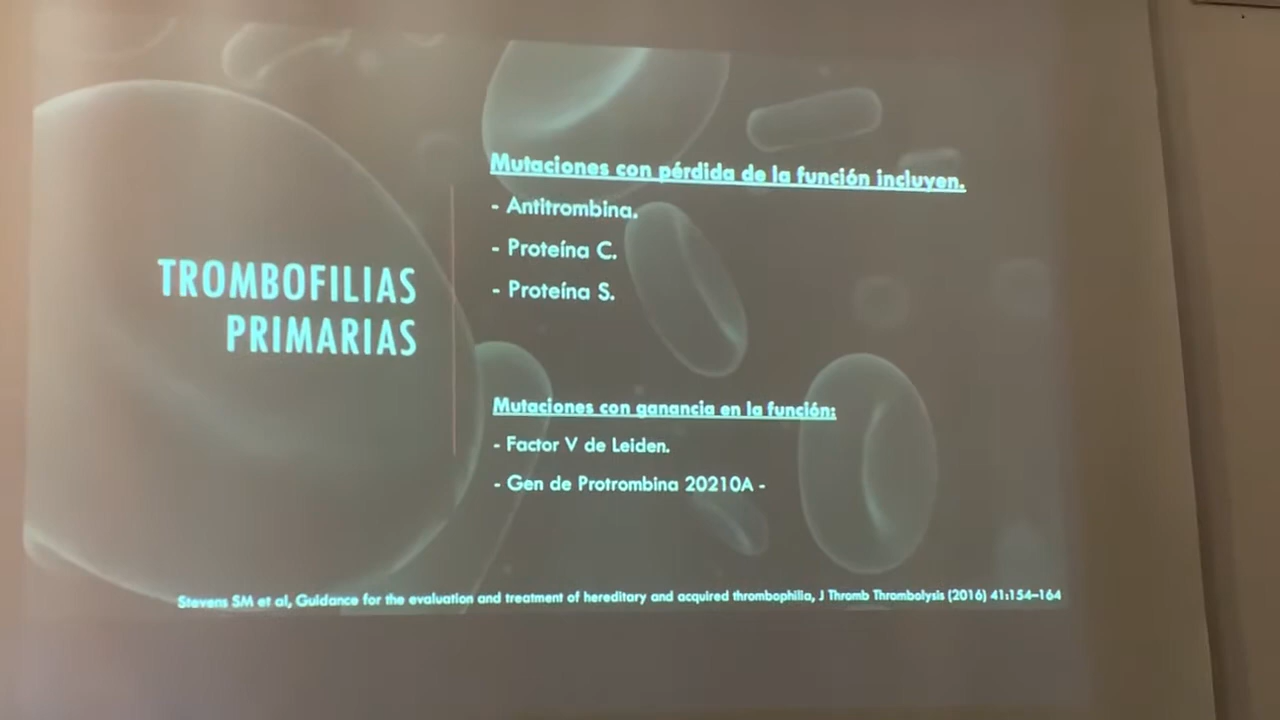 TROMBOFILIAS
PRIMARIAS
Mutaciones con pérdida de la función incluyen.
- Antitrombina.
- Proteína C.
- Proteína S.
Mutaciones con ganancia en la función:
- Factor V de Leiden.
- Gen de Protrombina 20210A -
Stevens SM et al, Guidance for the evaluation and treatment of hereditary and acquired thrombophilia, J Thromb Thrombolysis (2016) 41:154–164